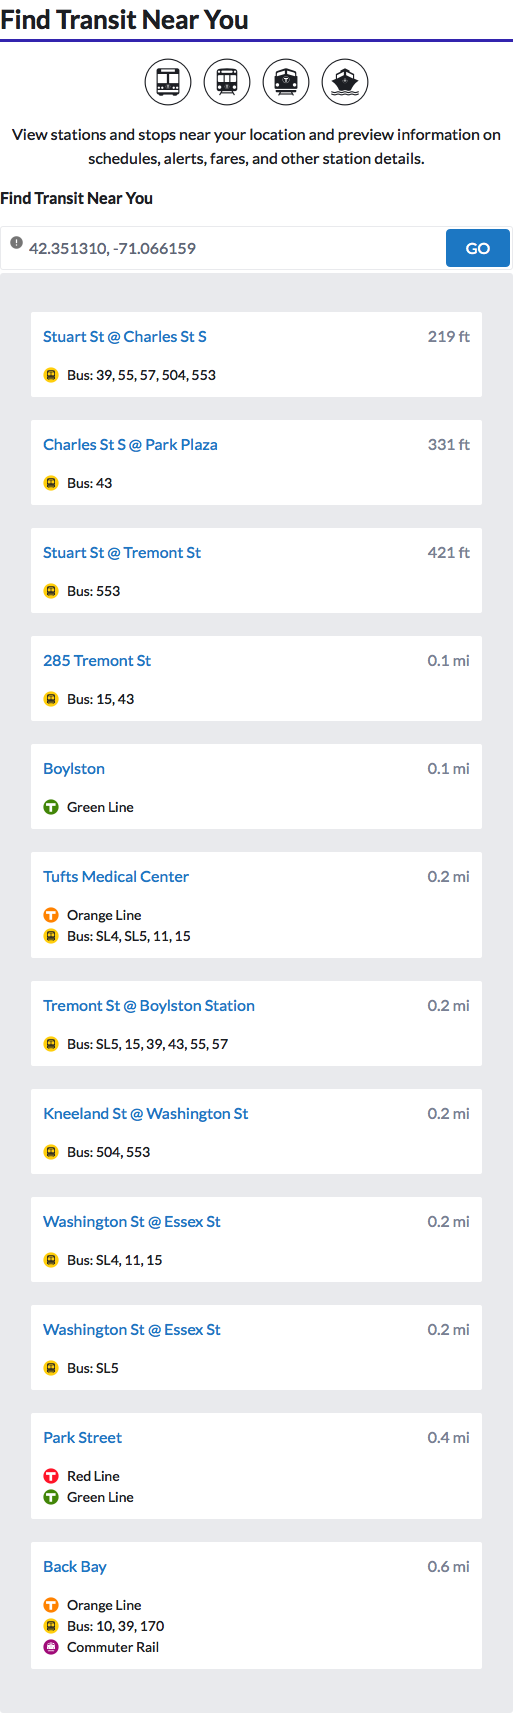 Find Transit Near You
View stations and stops near your location and preview information on
schedules, alerts, fares, and other station details.
Find Transit Near You
42.351310, -71.066159
GO
Stuart St @ Charles St S 219 ft
Bus: 39, 55, 57, 504, 553
Charles St S @ Park Plaza 331 ft
Bus: 43
Stuart St @ Tremont St 421 ft
Bus: 553
285 Tremont St 0.1 mi
Bus: 15, 43
Boylston 0.1 mi
T Green Line
Tufts Medical Center 0.2 mi
T Orange Line
Bus: SL4, SL5, 11, 15
Tremont St @ Boylston Station 0.2 mi
Bus: SL5, 15, 39, 43, 55, 57
Kneeland St @ Washington St 0.2 mi
Bus: 504, 553
Washington St @ Essex St 0.2 mi
Bus: SL4, 11, 15
Washington St @ Essex St 0.2 mi
Bus: SL5
Park Street 0.4 mi
T Red Line
T Green Line
Back Bay 0.6 mi
T Orange Line
Bus: 10, 39, 170
Commuter Rail